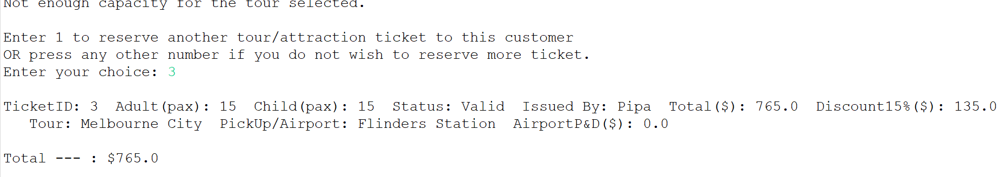 Not enough capacity for the tour selected.
Enter 1 to reserve another tour/attraction ticket to this customer
OR press any other number if you do not wish to reserve more ticket.
Enter your choice: 3
TicketID: 3  Adult(pax): 15  Child(pax): 15  Status: Valid  Issued By: Pipa  Total($): 765.0  Discount15%($): 135.0
Tour: Melbourne City  PickUp/Airport: Flinders Station  AirportP&D($): 0.0
Total --- : $765.0